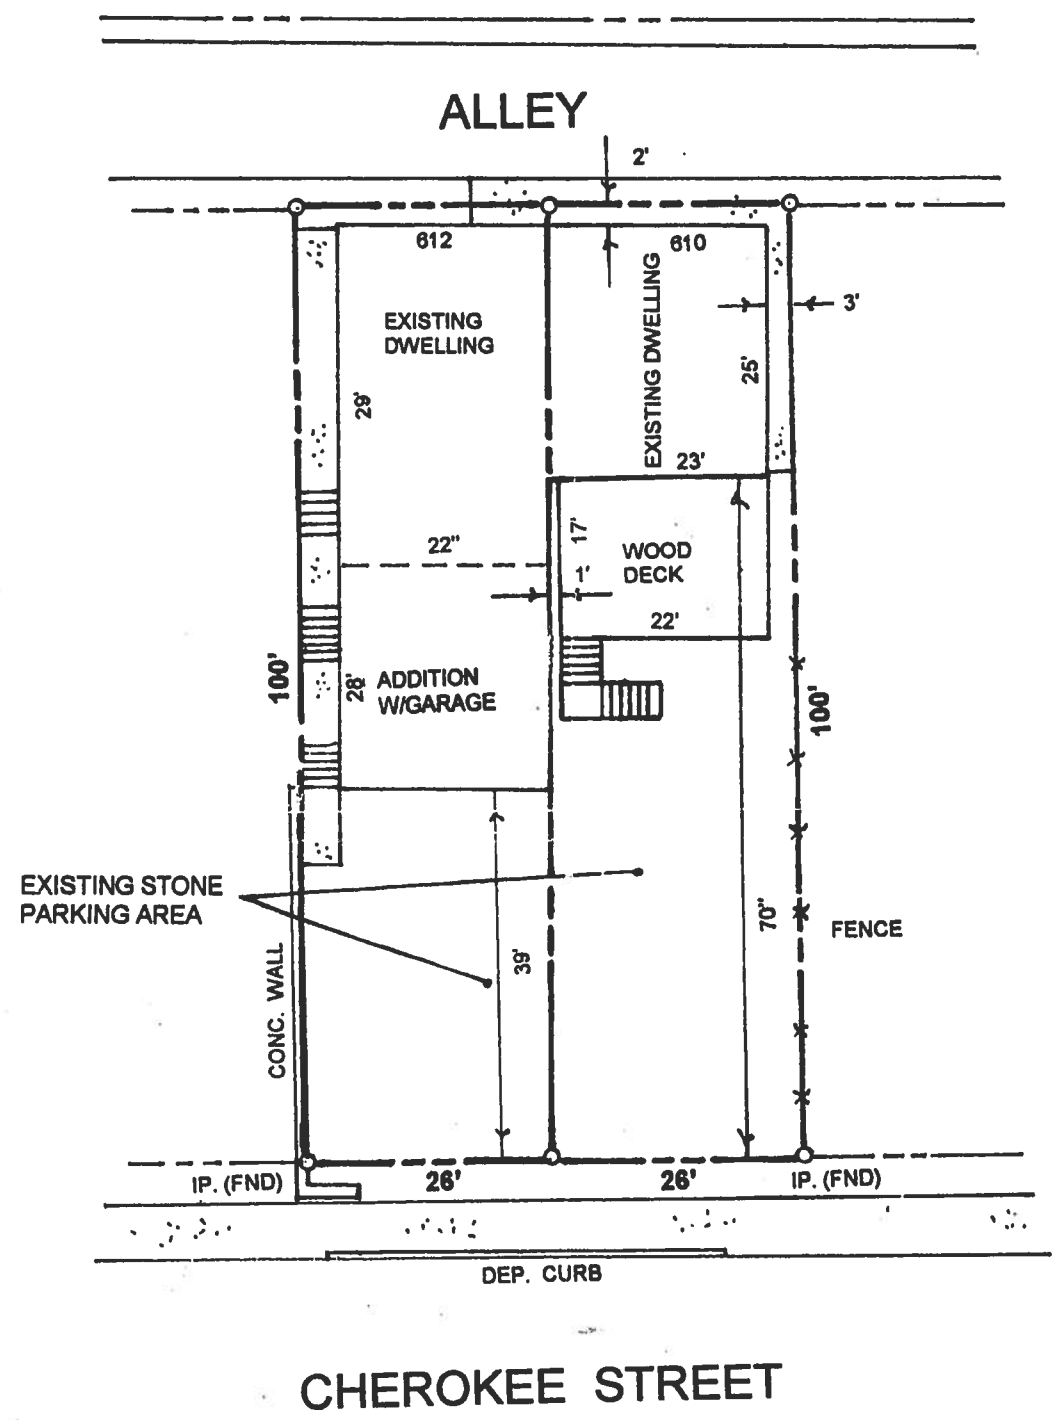 ALLEY
2'
612
610
EXISTING
DWELLING
EXISTING DWELLING
3'
25'
29'
23'
17'
22"
WOOD
DECK
1'
22'
100'
28'
ADDITION
W/GARAGE
100'
EXISTING STONE
PARKING AREA
70"
FENCE
39'
CONC. WALL
IP. (FND)
26'
26'
IP. (FND)
DEP. CURB
CHEROKEE STREET